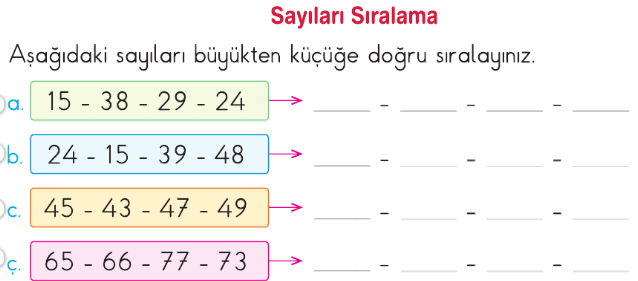 Sayıları Sıralama
Aşağıdaki sayıları büyükten küçüğe doğru sıralayınız.
a. 15 - 38 - 29 - 24 ____ - ____ - ____ - ____
b. 24 - 15 - 39 - 48 ____ - ____ - ____ - ____
c. 45 - 43 - 47 - 49 ____ - ____ - ____ - ____
ç. 65 - 66 - 77 - 73 ____ - ____ - ____ - ____